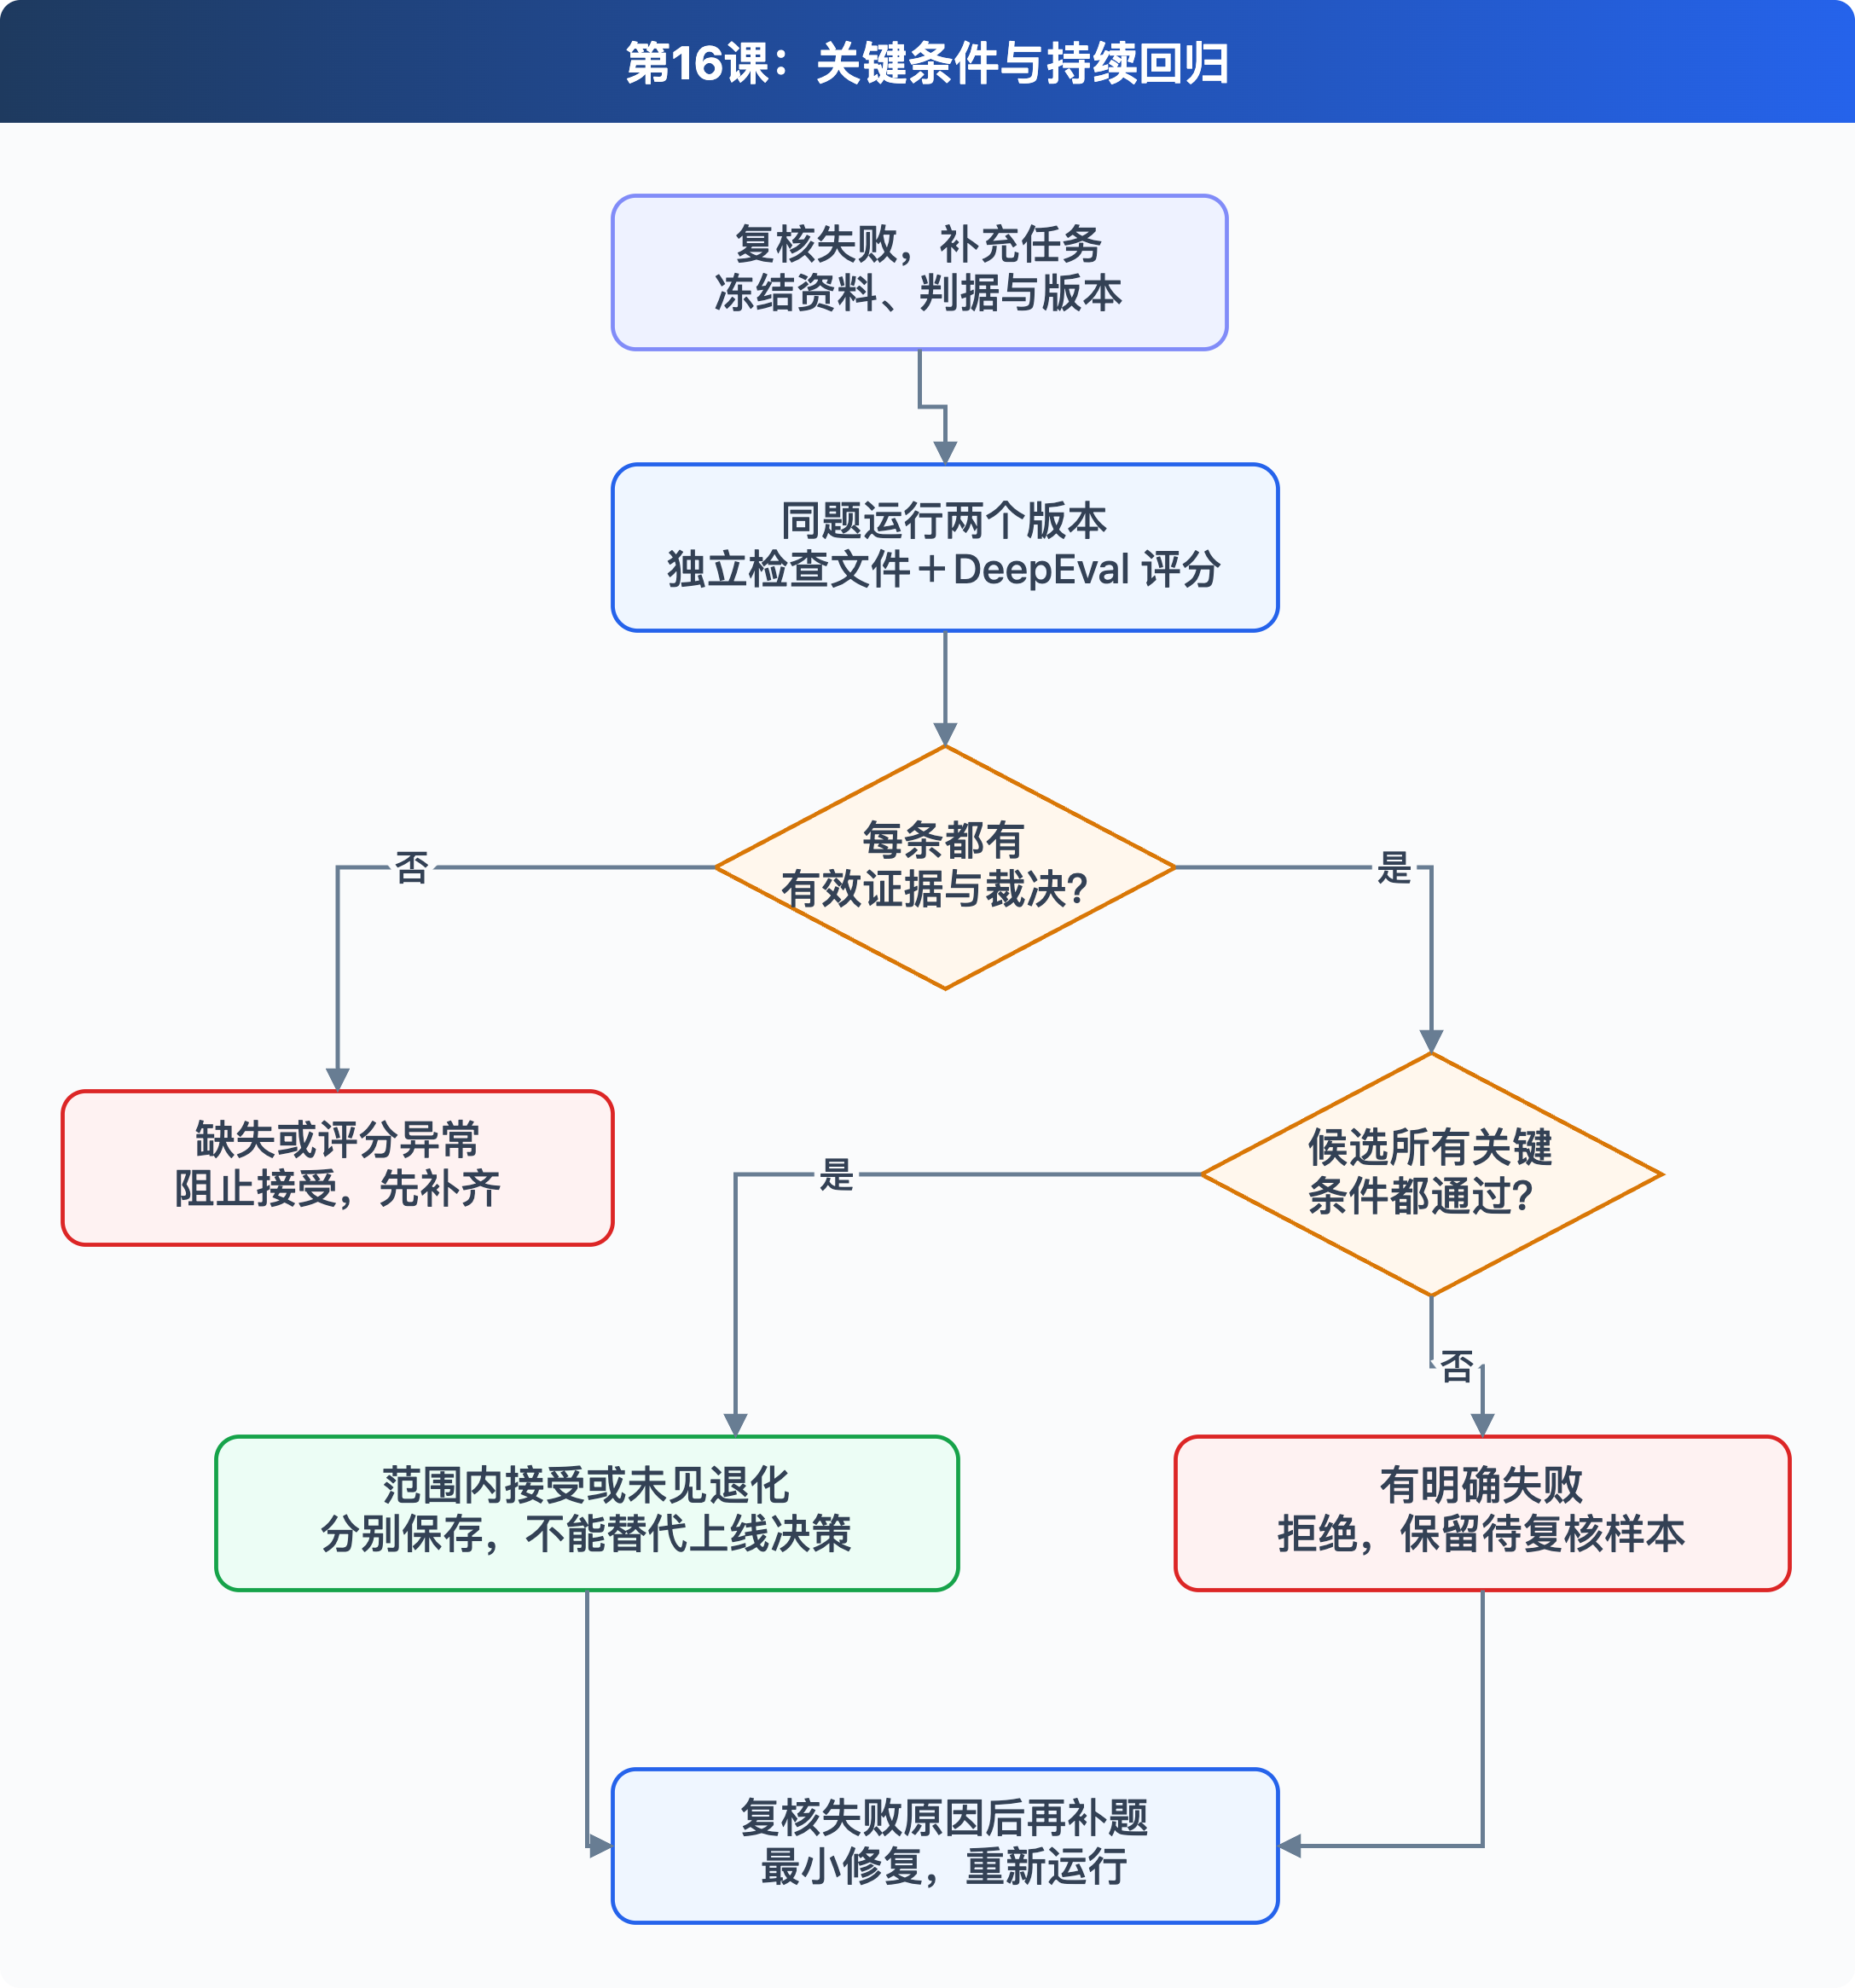 第16课：关键条件与持续回归
复核失败，补充任务
冻结资料、判据与版本
同题运行两个版本
独立检查文件＋DeepEval 评分
每条都有
有效证据与裁决？
否
是
缺失或评分异常
阻止接受，先补齐
候选所有关键
条件都通过？
是
否
范围内接受或未见退化
分别保存，不能替代上线决策
有明确失败
拒绝，保留待复核样本
复核失败原因后再补题
最小修复，重新运行